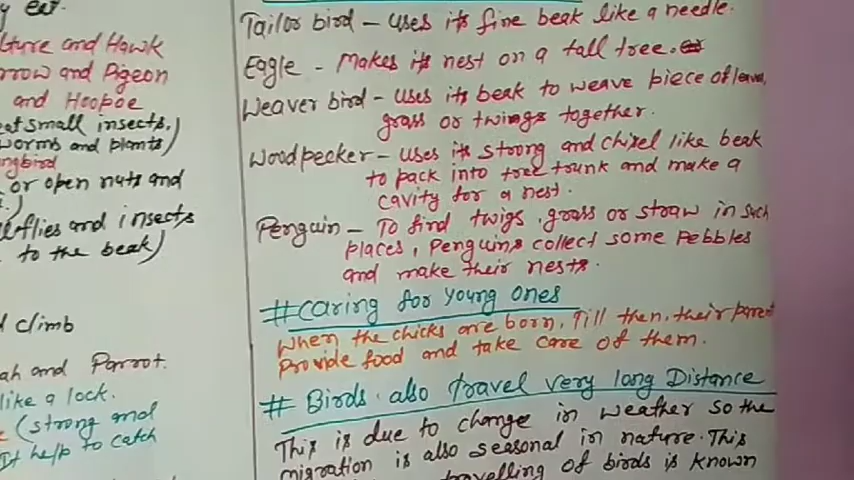 y eat.
lture and Hawk
rrow and Pigeon
and Hoopoe
eat small insects.)
worms and plants)
ngbird
or open nuts and
flies and insects
to the beak)
d climb
ah and Parrot.
like a lock.
(strong and
It help to catch
Tailor bird - uses its fine beak like a needle.
Eagle - Makes its nest on a tall tree.
Weaver bird - uses its beak to weave piece of leaves,
grass or twings together.
Woodpecker - uses its strong and chisel like beak
to pack into tree trunk and make a
cavity for a nest.
Penguin - To find twigs, grass or straw in such
places, Penguins collect some Pebbles
and make their nests.
# Caring for young ones
When the chicks are born, Till then, their parent
Provide food and take care of them.
# Birds also travel very long Distance
This is due to change in weather so the
migration is also seasonal in nature. This
travelling of birds is known